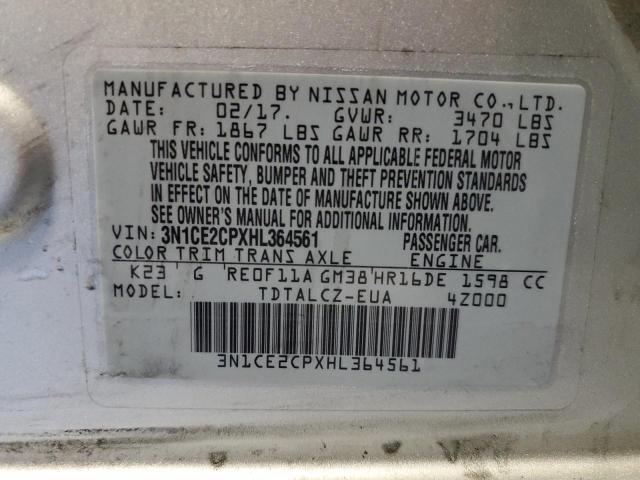 MANUFACTURED BY NISSAN MOTOR CO., LTD.
DATE: 02/17. GVWR: 3470 LBS
GAWR FR: 1867 LBS GAWR RR: 1704 LBS
THIS VEHICLE CONFORMS TO ALL APPLICABLE FEDERAL MOTOR
VEHICLE SAFETY, BUMPER AND THEFT PREVENTION STANDARDS
IN EFFECT ON THE DATE OF MANUFACTURE SHOWN ABOVE.
SEE OWNER'S MANUAL FOR ADDITIONAL INFORMATION.
VIN: 3N1CE2CPXHL364561 PASSENGER CAR.
COLOR TRIM TRANS AXLE ENGINE
K23 G RE0F11A GM38 HR16DE 1598 CC
MODEL: TDTALCZ-EUA 4Z000
3N1CE2CPXHL364561